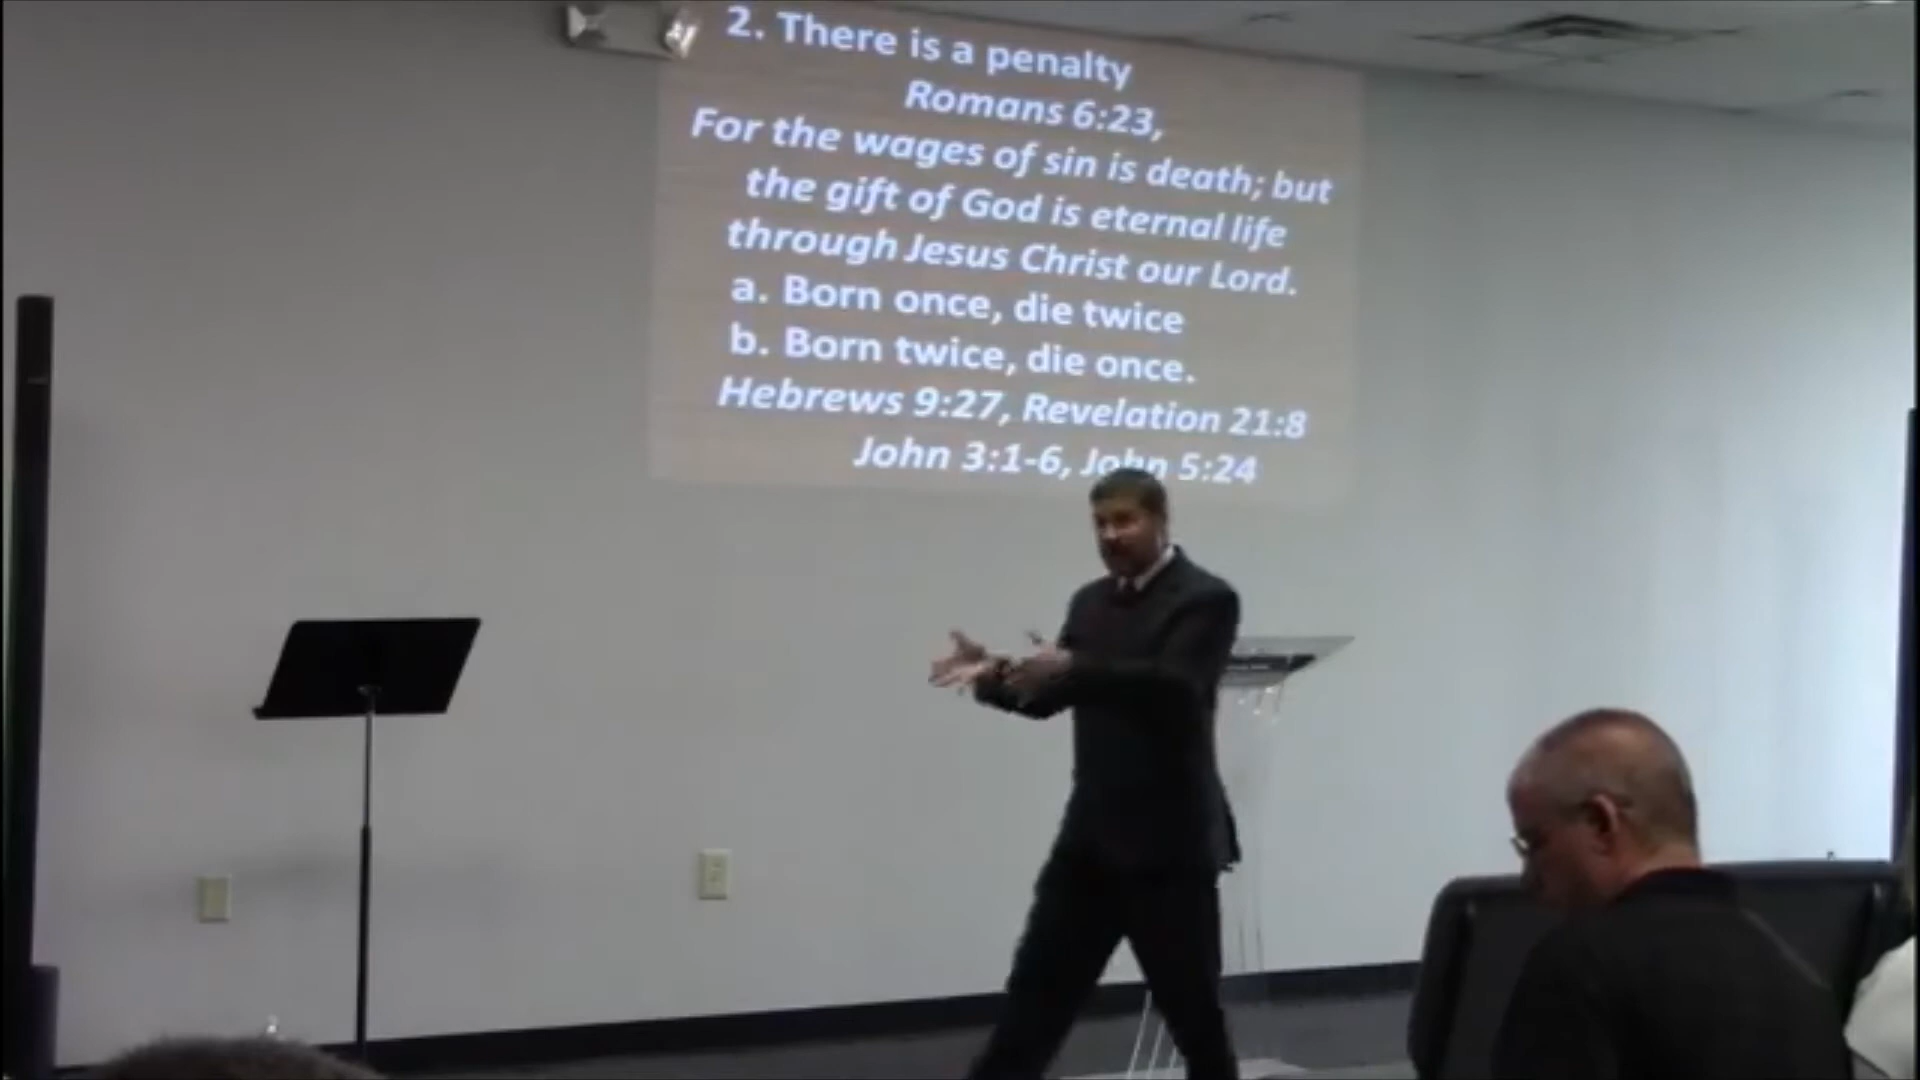 2. There is a penalty
Romans 6:23,
For the wages of sin is death; but
the gift of God is eternal life
through Jesus Christ our Lord.
a. Born once, die twice
b. Born twice, die once.
Hebrews 9:27, Revelation 21:8
John 3:1-6, John 5:24